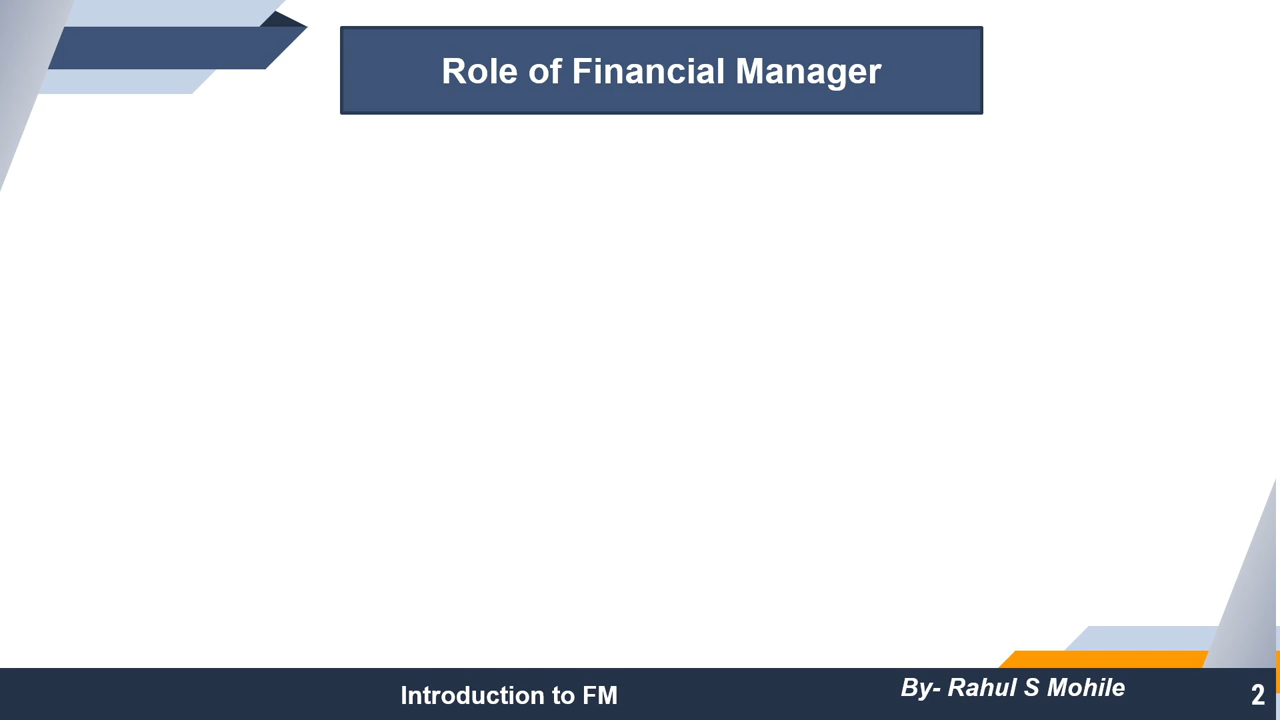 Role of Financial Manager
Introduction to FM
By- Rahul S Mohile
2